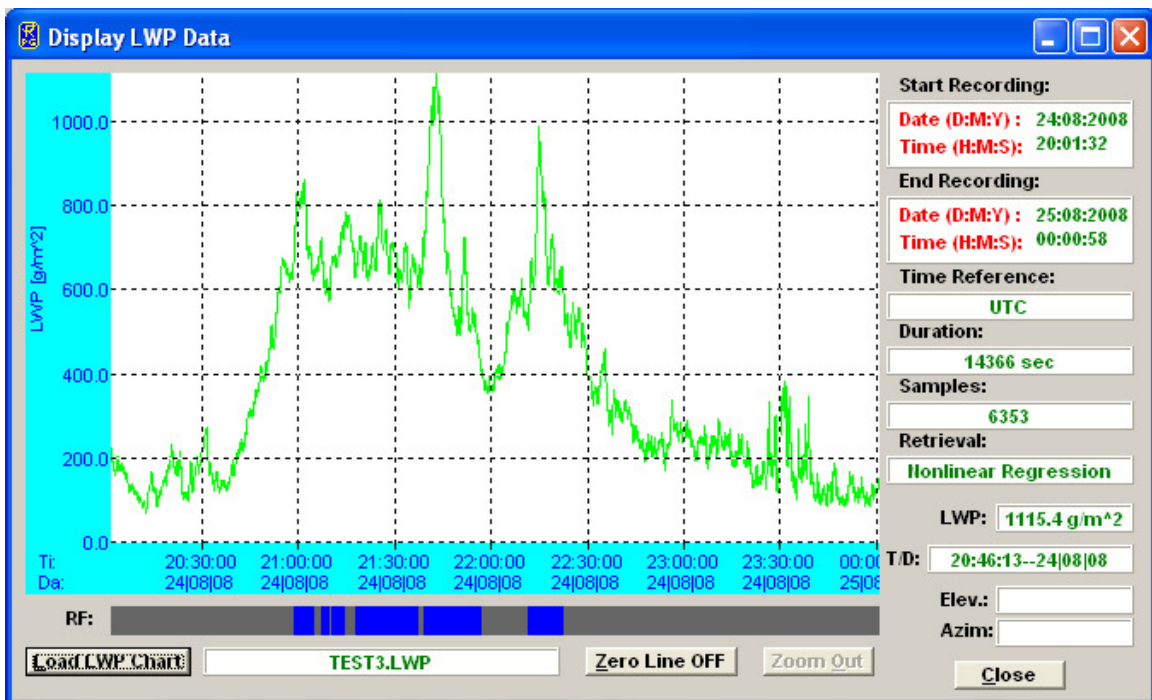 Display LWP Data
1000.0
800.0
600.0
400.0
200.0
0.0
LWP [g/m^2]
Ti: 20:30:00 21:00:00 21:30:00 22:00:00 22:30:00 23:00:00 23:30:00 00:00
Da: 24|08|08 24|08|08 24|08|08 24|08|08 24|08|08 24|08|08 24|08|08 25|08
RF:
Load LWP Chart TEST3.LWP Zero Line OFF Zoom Out
Start Recording:
Date (D:M:Y) : 24:08:2008
Time (H:M:S): 20:01:32
End Recording:
Date (D:M:Y) : 25:08:2008
Time (H:M:S): 00:00:58
Time Reference:
UTC
Duration:
14366 sec
Samples:
6353
Retrieval:
Nonlinear Regression
LWP: 1115.4 g/m^2
T/D: 20:46:13--24|08|08
Elev.:
Azim:
Close